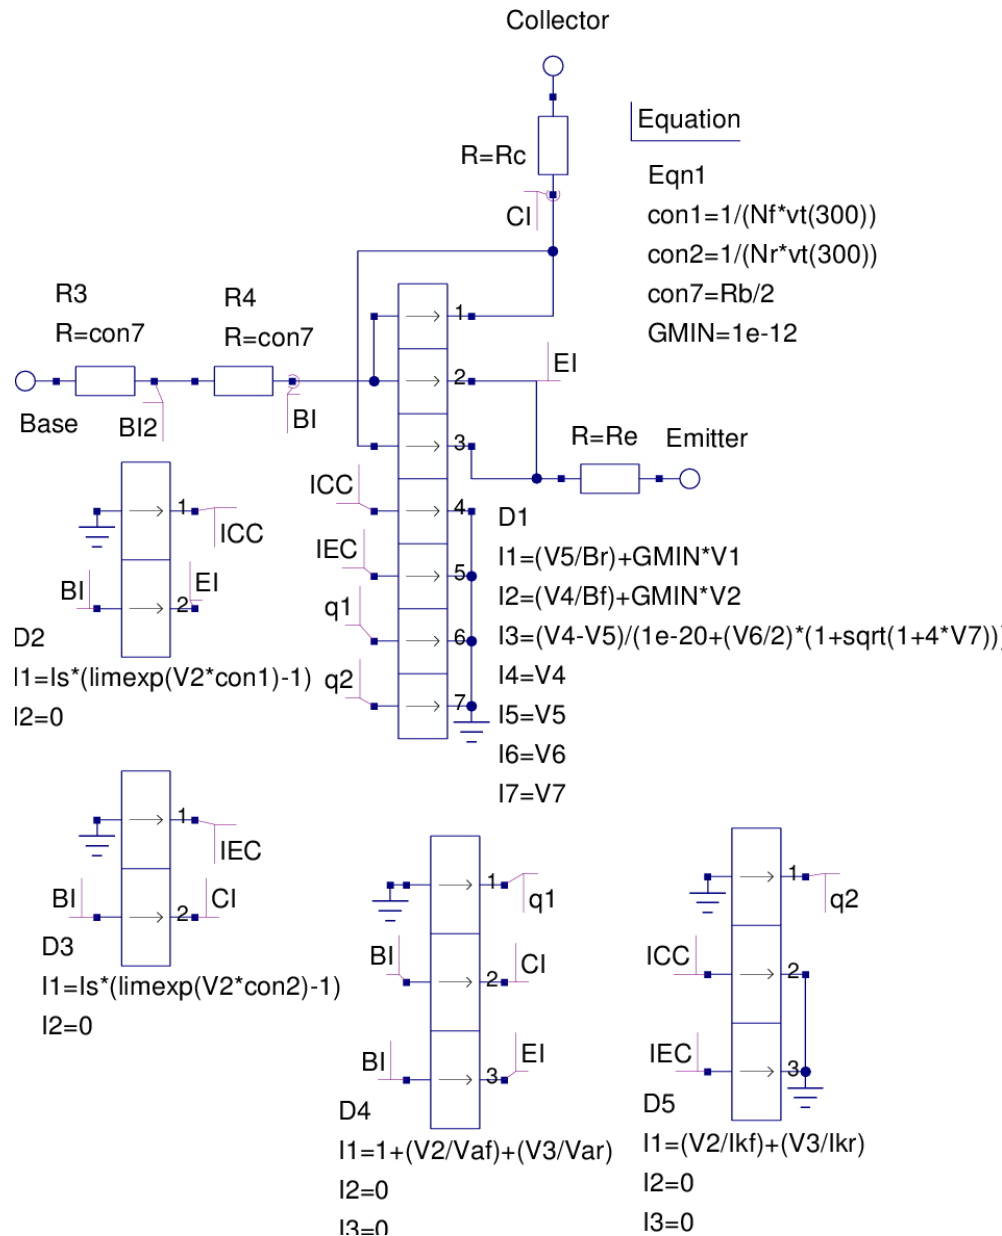 Collector
Equation
R=Rc
Eqn1
CI
con1=1/(Nf*vt(300))
con2=1/(Nr*vt(300))
con7=Rb/2
GMIN=1e-12
R3
R=con7
R4
R=con7
1
2
EI
Base
BI2
BI
3
R=Re
Emitter
ICC
4
IEC
5
q1
6
q2
7
D1
I1=(V5/Br)+GMIN*V1
I2=(V4/Bf)+GMIN*V2
I3=(V4-V5)/(1e-20+(V6/2)*(1+sqrt(1+4*V7)))
I4=V4
I5=V5
I6=V6
I7=V7
1
ICC
BI
2
EI
D2
I1=Is*(limexp(V2*con1)-1)
I2=0
1
IEC
BI
2
CI
D3
I1=Is*(limexp(V2*con2)-1)
I2=0
1
q1
BI
2
CI
BI
3
EI
D4
I1=1+(V2/Vaf)+(V3/Var)
I2=0
I3=0
1
q2
ICC
2
IEC
3
D5
I1=(V2/Ikf)+(V3/Ikr)
I2=0
I3=0